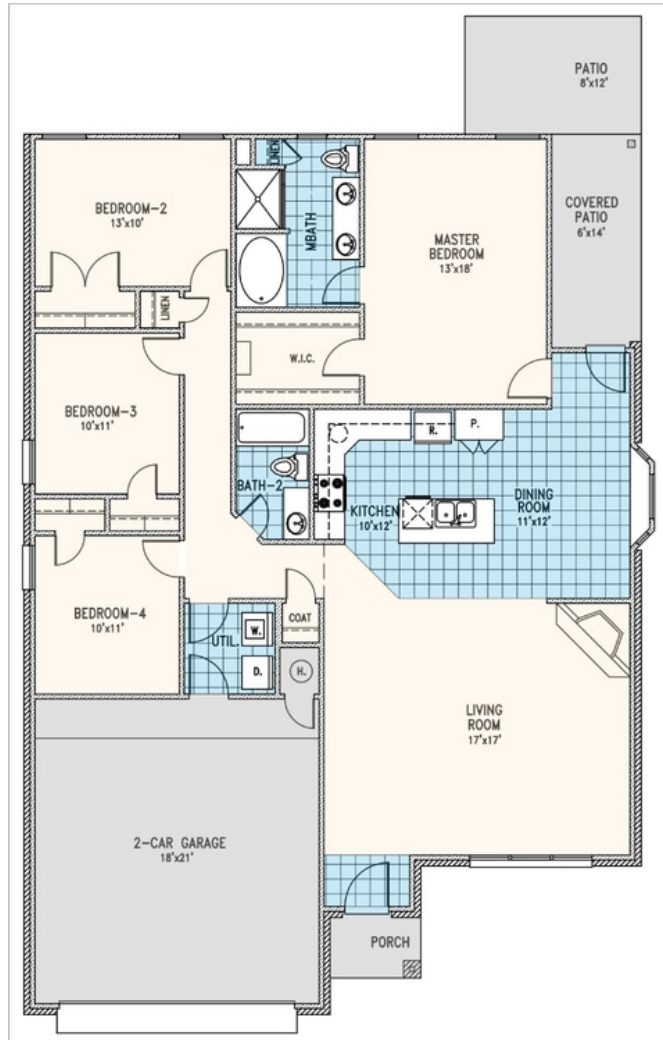 PATIO
8'x12'
COVERED
PATIO
6'x14'
BEDROOM-2
13'x10'
LINEN
MBATH
MASTER
BEDROOM
13'x18'
LINEN
W.I.C.
BEDROOM-3
10'x11'
BATH-2
R.
P.
KITCHEN
10'x12'
DINING
ROOM
11'x12'
BEDROOM-4
10'x11'
UTIL.
W.
D.
COAT
H.
LIVING
ROOM
17'x17'
2-CAR GARAGE
18'x21'
PORCH